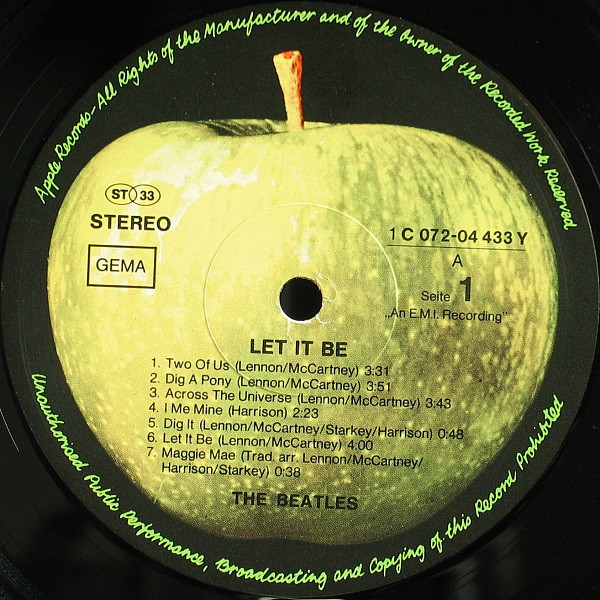 Apple Records-All Rights of the Manufacturer and of the Owner of the Recorded Work Reserved
ST 33
STEREO
GEMA
1 C 072-04 433 Y
A
Seite 1
„An E.M.I. Recording"
LET IT BE
1. Two Of Us (Lennon/McCartney) 3:31
2. Dig A Pony (Lennon/McCartney) 3:51
3. Across The Universe (Lennon/McCartney) 3:43
4. I Me Mine (Harrison) 2:23
5. Dig It (Lennon/McCartney/Starkey/Harrison) 0:48
6. Let It Be (Lennon/McCartney) 4:00
7. Maggie Mae (Trad. arr. Lennon/McCartney/
Harrison/Starkey) 0:38
THE BEATLES
Unauthorised Public Performance, Broadcasting and Copying of this Record Prohibited